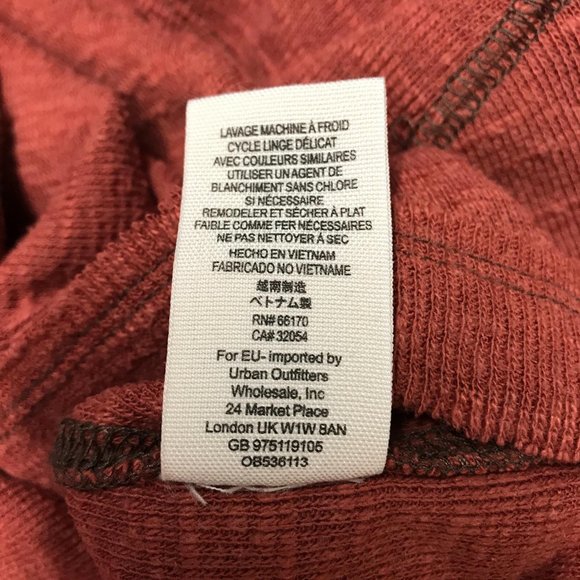 LAVAGE MACHINE À FROID
CYCLE LINGE DÉLICAT
AVEC COULEURS SIMILAIRES
UTILISER UN AGENT DE
BLANCHIMENT SANS CHLORE
SI NÉCESSAIRE
REMODELER ET SÉCHER À PLAT
FAIBLE COMME FER NÉCESSAIRE
NE PAS NETTOYER À SEC
HECHO EN VIETNAM
FABRICADO NO VIETNAME
越南制造
ベトナム製
RN# 66170
CA# 32054
For EU- imported by
Urban Outfitters
Wholesale, Inc
24 Market Place
London UK W1W 8AN
GB 975119105
OB536113